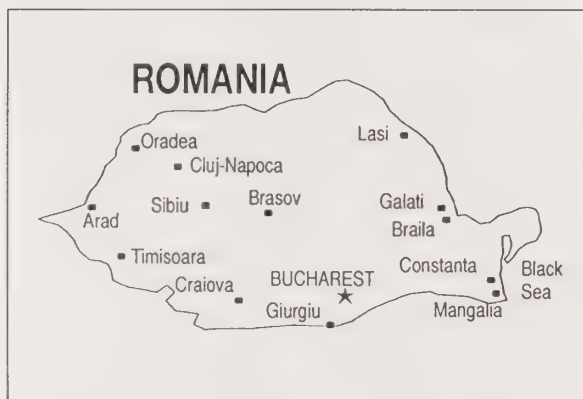 ROMANIA
Oradea
Lasi
Cluj-Napoca
Sibiu
Brasov
Galati
Arad
Braila
Timisoara
Constanta
Black
Sea
BUCHAREST
Craiova
Mangalia
Giurgiu